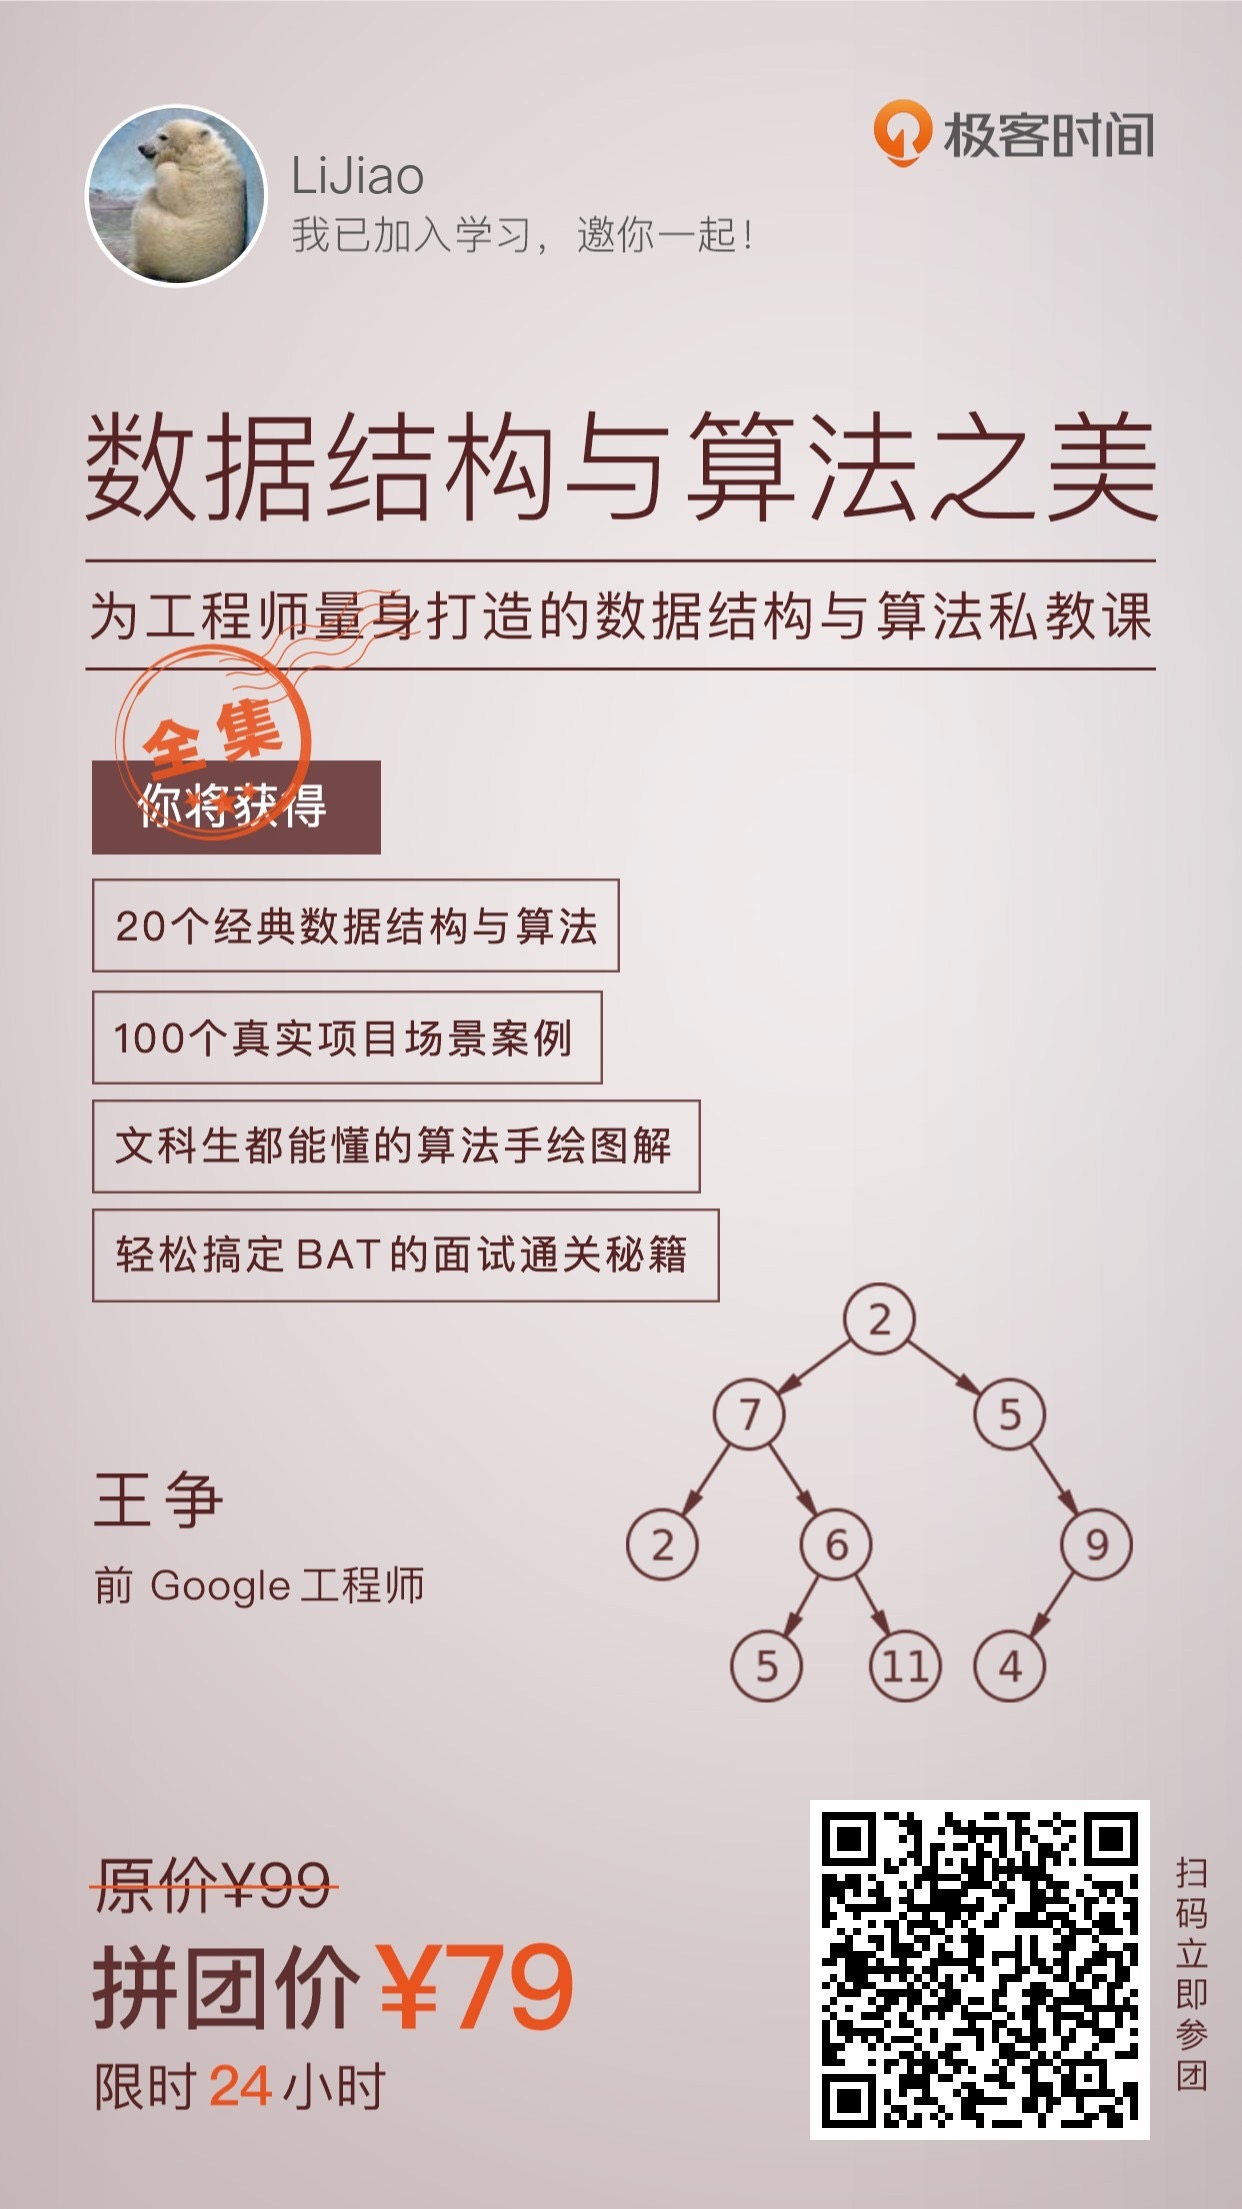 极客时间
LiJiao
我已加入学习，邀你一起！
数据结构与算法之美
为工程师量身打造的数据结构与算法私教课
全集
你将获得
20个经典数据结构与算法
100个真实项目场景案例
文科生都能懂的算法手绘图解
轻松搞定BAT的面试通关秘籍
2
7 5
2 6 9
5 11 4
王争
前 Google 工程师
原价¥99
拼团价¥79
限时24小时
扫码立即参团